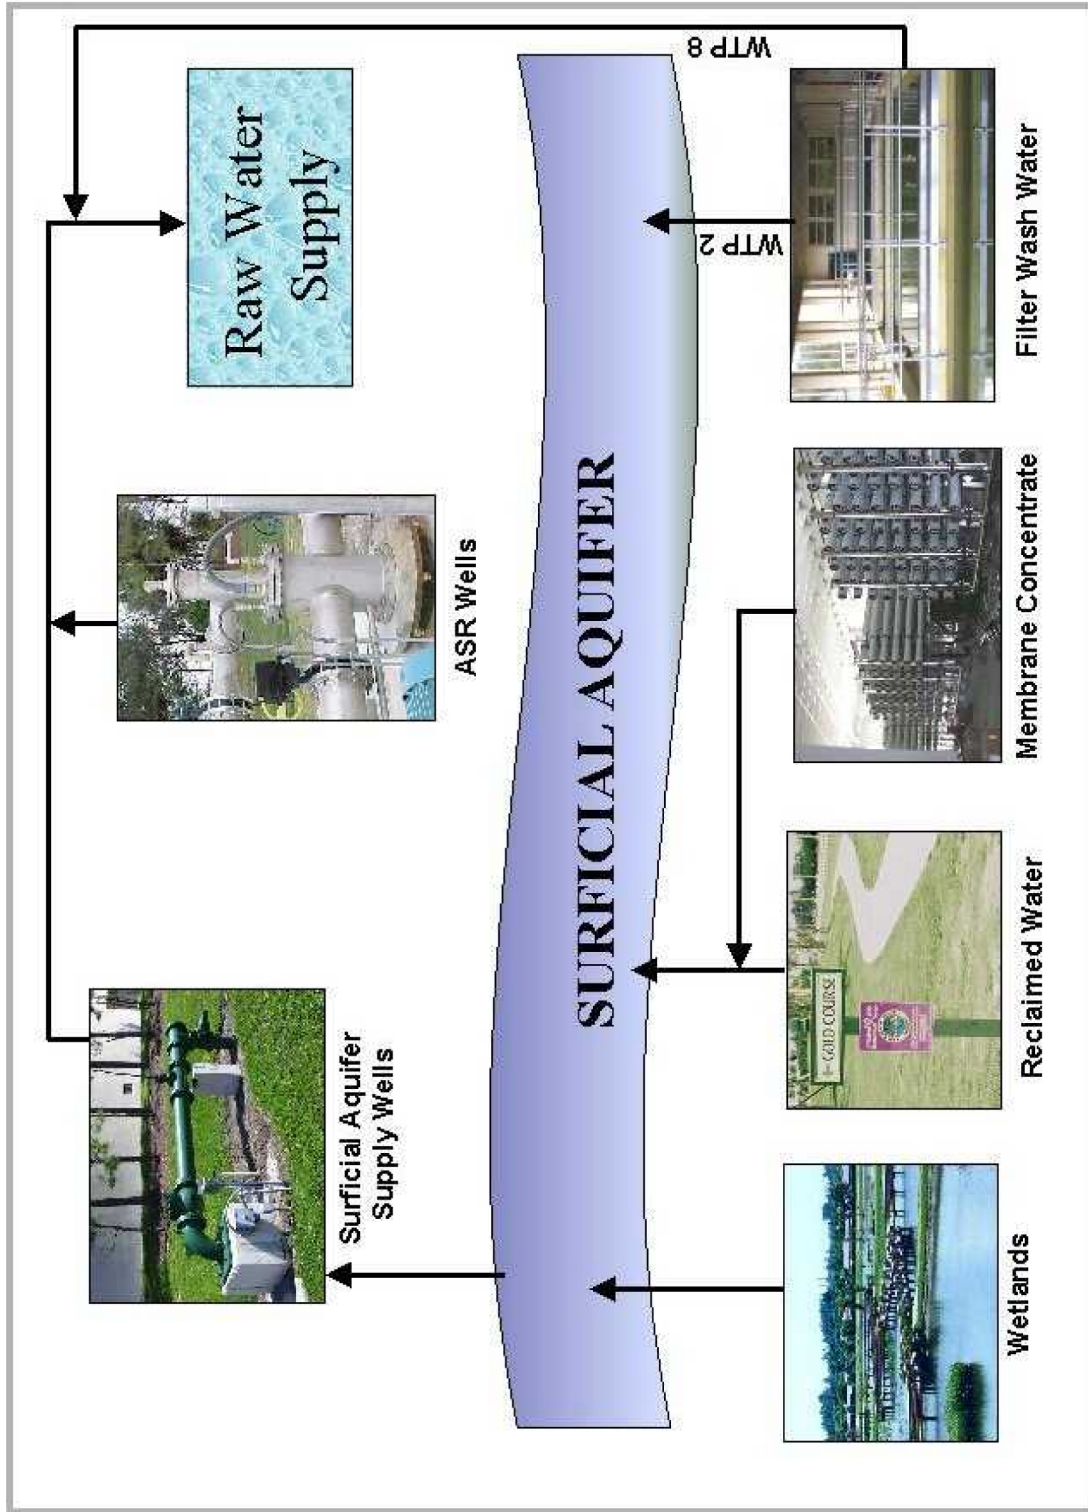 Raw Water
Supply
Surficial Aquifer
Supply Wells
ASR Wells
SURFICIAL AQUIFER
WTP 2
WTP 8
GOLD COURSE
Wetlands
Reclaimed Water
Membrane Concentrate
Filter Wash Water